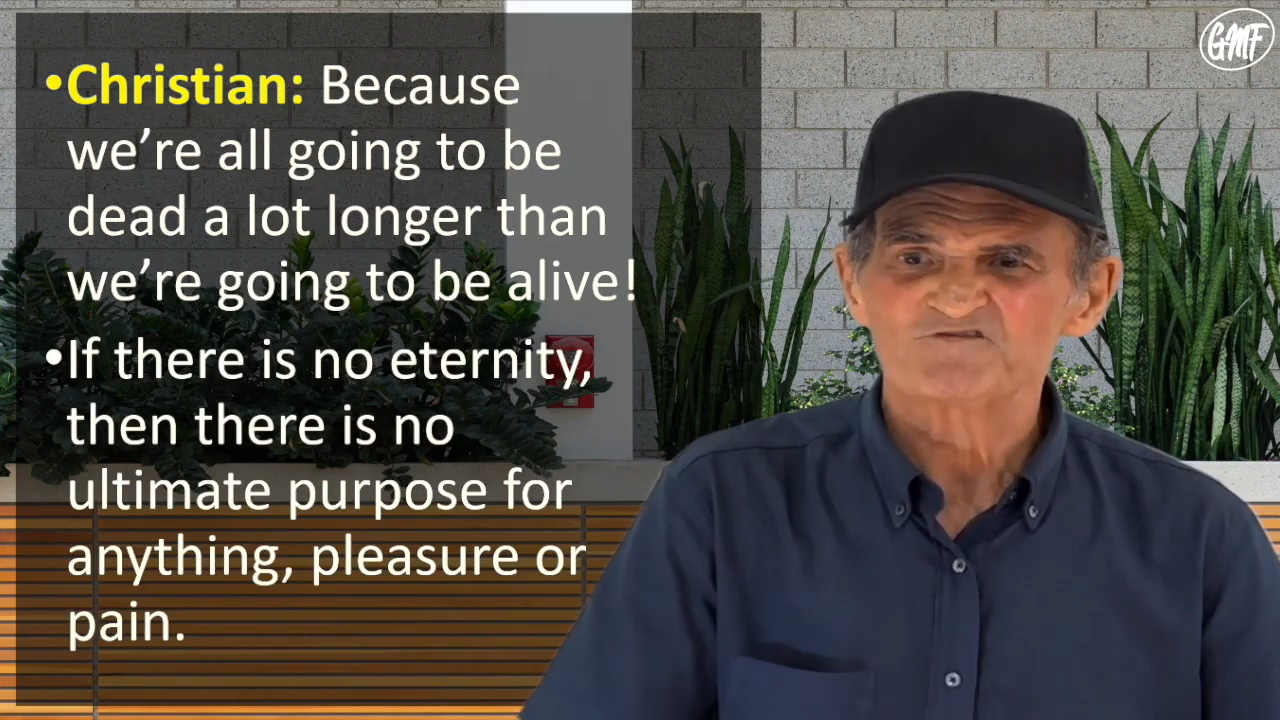 GMF
•Christian: Because
we’re all going to be
dead a lot longer than
we’re going to be alive!
•If there is no eternity,
then there is no
ultimate purpose for
anything, pleasure or
pain.